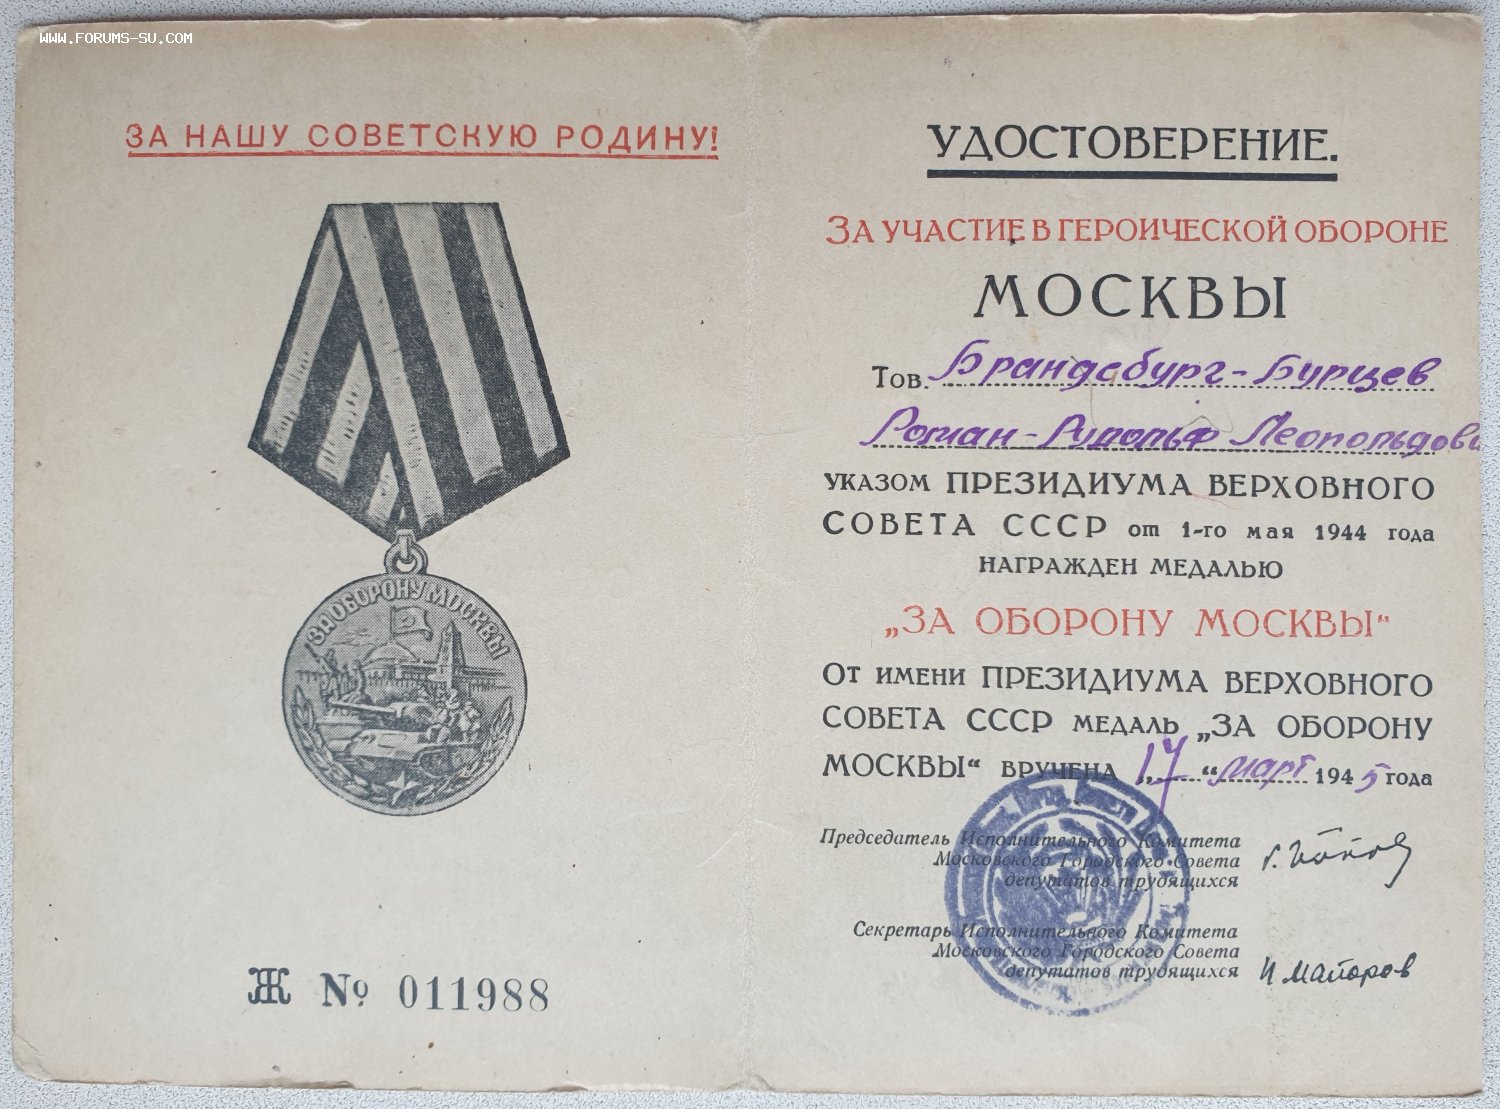 WWW.FORUMS-SU.COM
ЗА НАШУ СОВЕТСКУЮ РОДИНУ!
ЗА ОБОРОНУ МОСКВЫ
Ж № 011988
УДОСТОВЕРЕНИЕ.
ЗА УЧАСТИЕ В ГЕРОИЧЕСКОЙ ОБОРОНЕ
МОСКВЫ
Тов. Брандсбург-Бурцев
Роман-Рудольф Леопольдови
УКАЗОМ ПРЕЗИДИУМА ВЕРХОВНОГО
СОВЕТА СССР от 1-го мая 1944 года
НАГРАЖДЕН МЕДАЛЬЮ
„ЗА ОБОРОНУ МОСКВЫ“
ОТ ИМЕНИ ПРЕЗИДИУМА ВЕРХОВНОГО
СОВЕТА СССР МЕДАЛЬ „ЗА ОБОРОНУ
МОСКВЫ“ ВРУЧЕНА „17“ март 1945 года
Председатель Исполнительного Комитета
Московского Городского Совета
депутатов трудящихся
Г. Попов
Секретарь Исполнительного Комитета
Московского Городского Совета
депутатов трудящихся
П Майоров